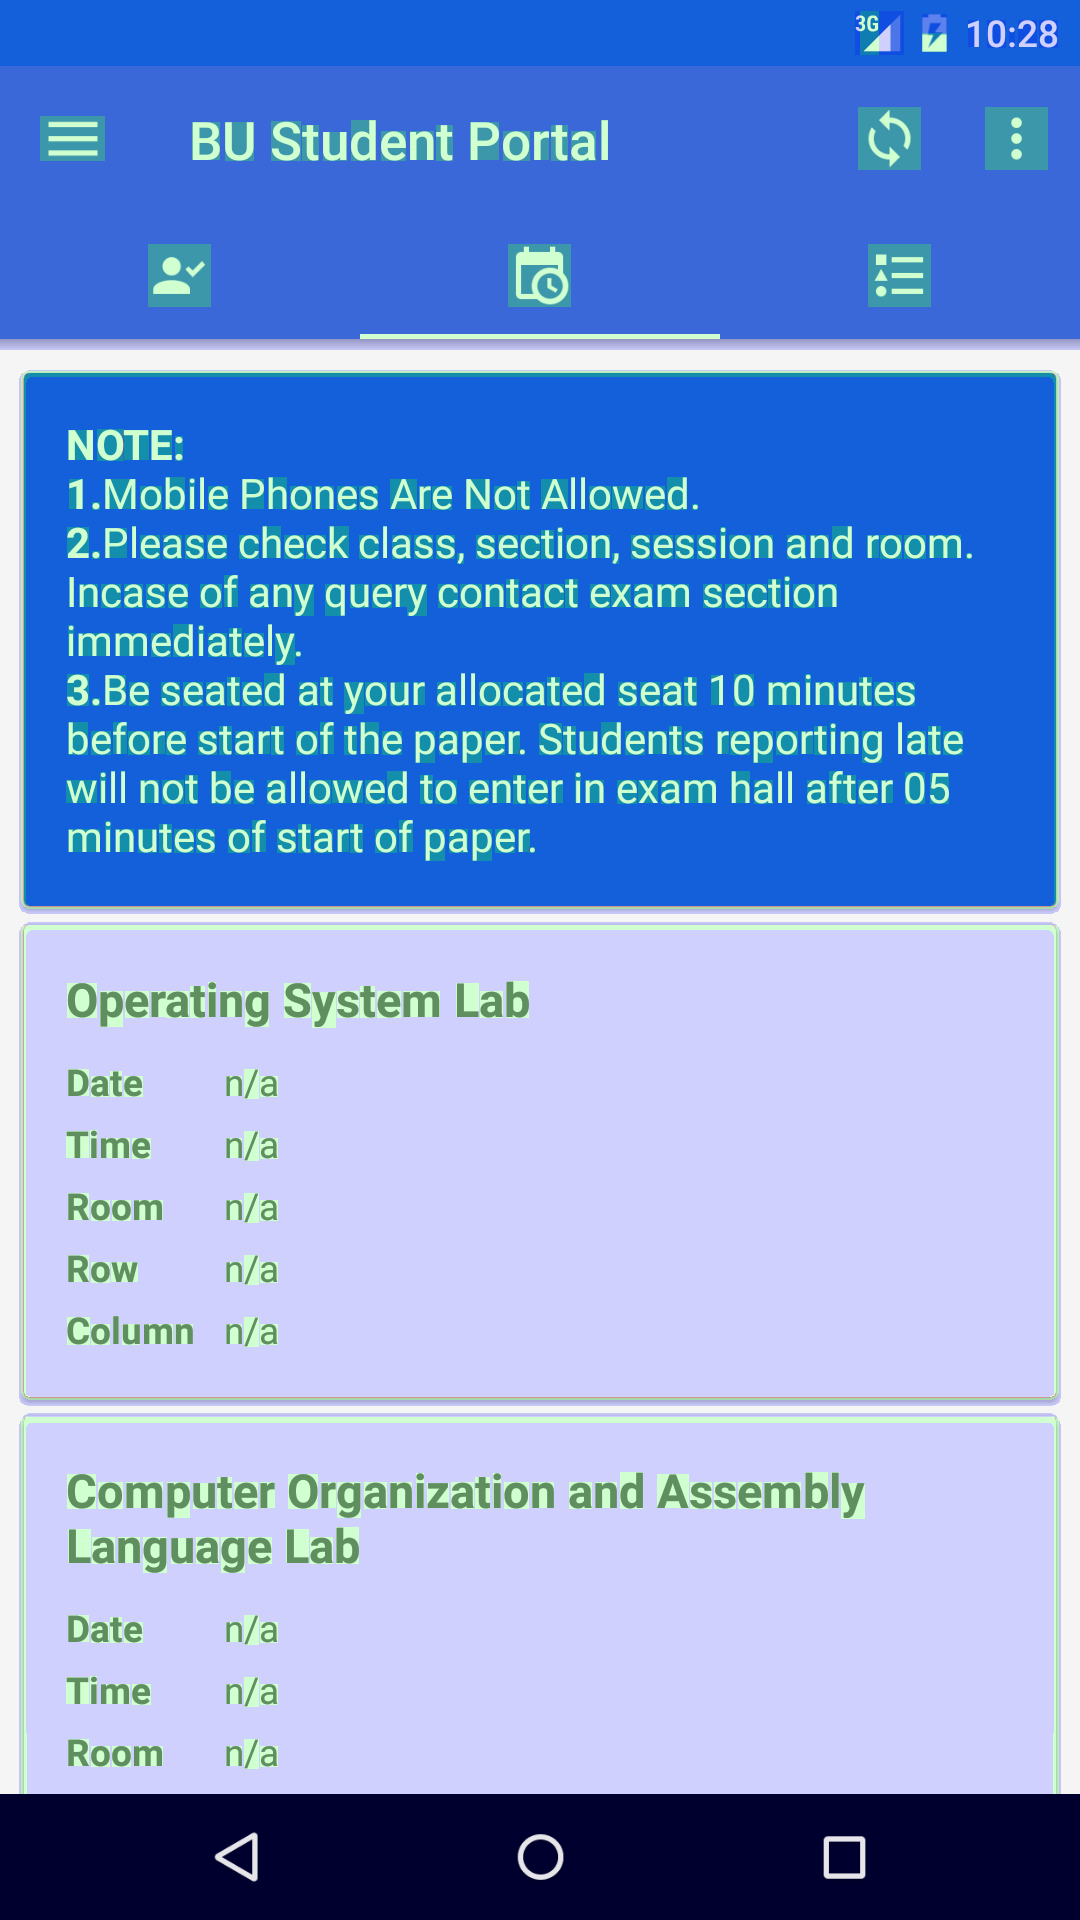 3G 10:28
BU Student Portal
NOTE:
1.Mobile Phones Are Not Allowed.
2.Please check class, section, session and room.
Incase of any query contact exam section
immediately.
3.Be seated at your allocated seat 10 minutes
before start of the paper. Students reporting late
will not be allowed to enter in exam hall after 05
minutes of start of paper.
Operating System Lab
Date n/a
Time n/a
Room n/a
Row n/a
Column n/a
Computer Organization and Assembly
Language Lab
Date n/a
Time n/a
Room n/a